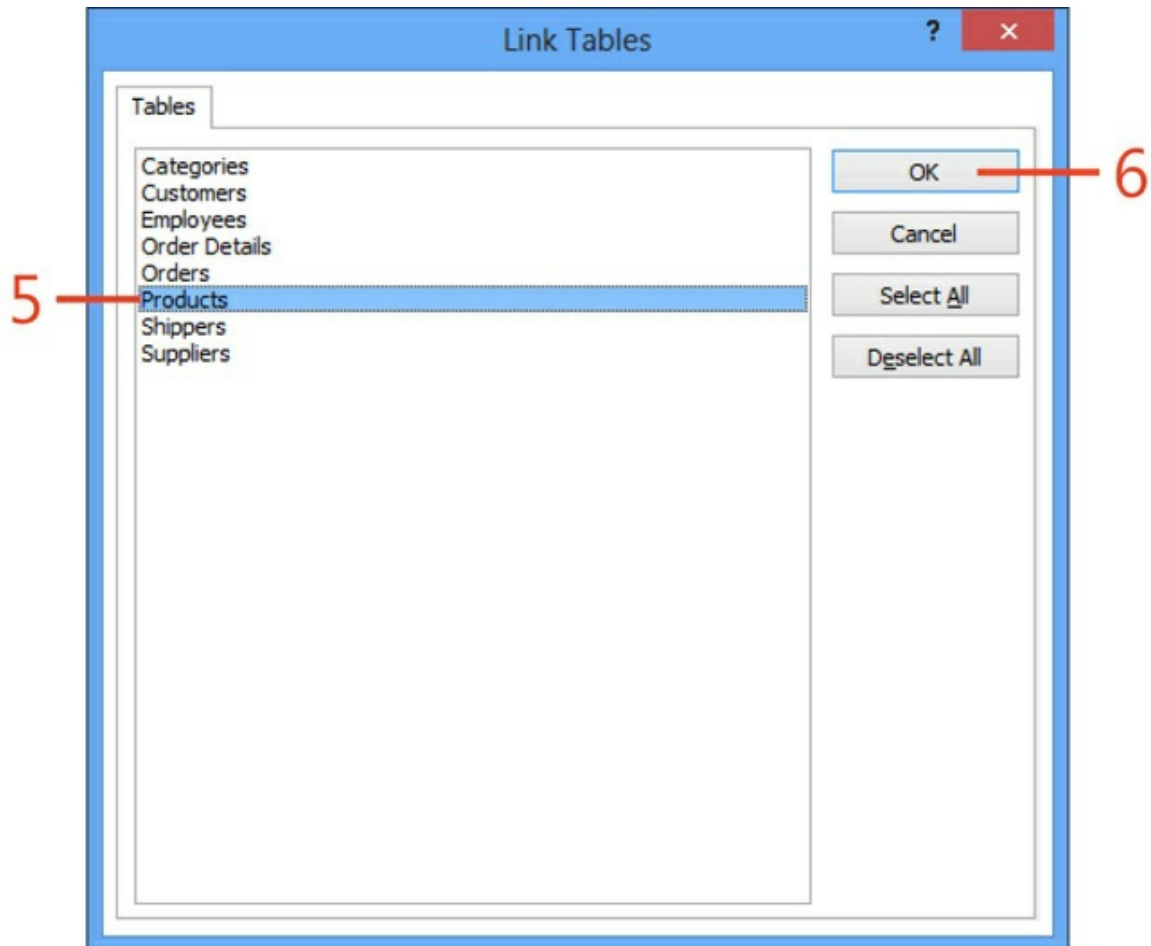 Link Tables
?
×
Tables
Categories
Customers
Employees
Order Details
Orders
Products
Shippers
Suppliers
OK
Cancel
Select All
Deselect All
5
6